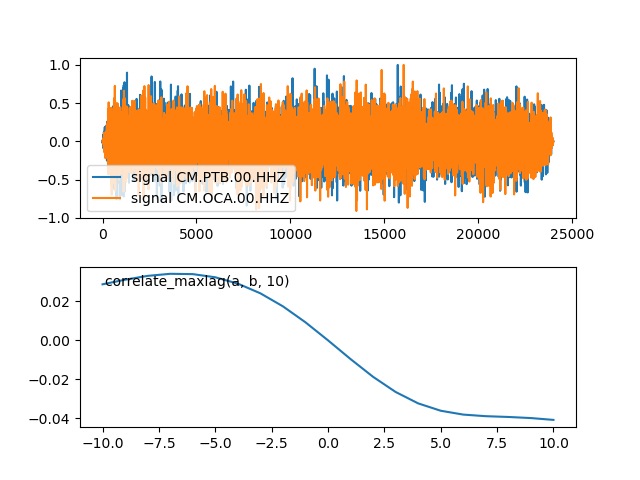 1.0
0.5
0.0
−0.5
−1.0
signal CM.PTB.00.HHZ
signal CM.OCA.00.HHZ
0 5000 10000 15000 20000 25000
correlate_maxlag(a, b, 10)
0.02
0.00
−0.02
−0.04
−10.0 −7.5 −5.0 −2.5 0.0 2.5 5.0 7.5 10.0